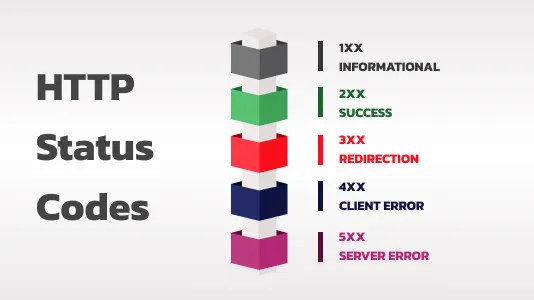 HTTP
Status
Codes
1XX
INFORMATIONAL
2XX
SUCCESS
3XX
REDIRECTION
4XX
CLIENT ERROR
5XX
SERVER ERROR